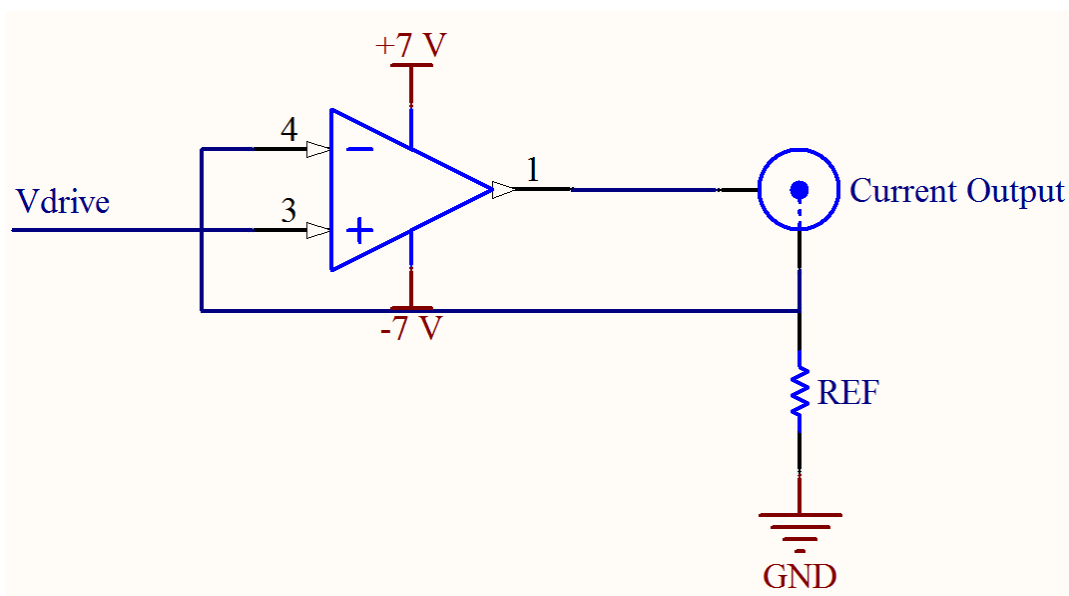 +7 V
4
1
Vdrive
3
Current Output
-7 V
REF
GND